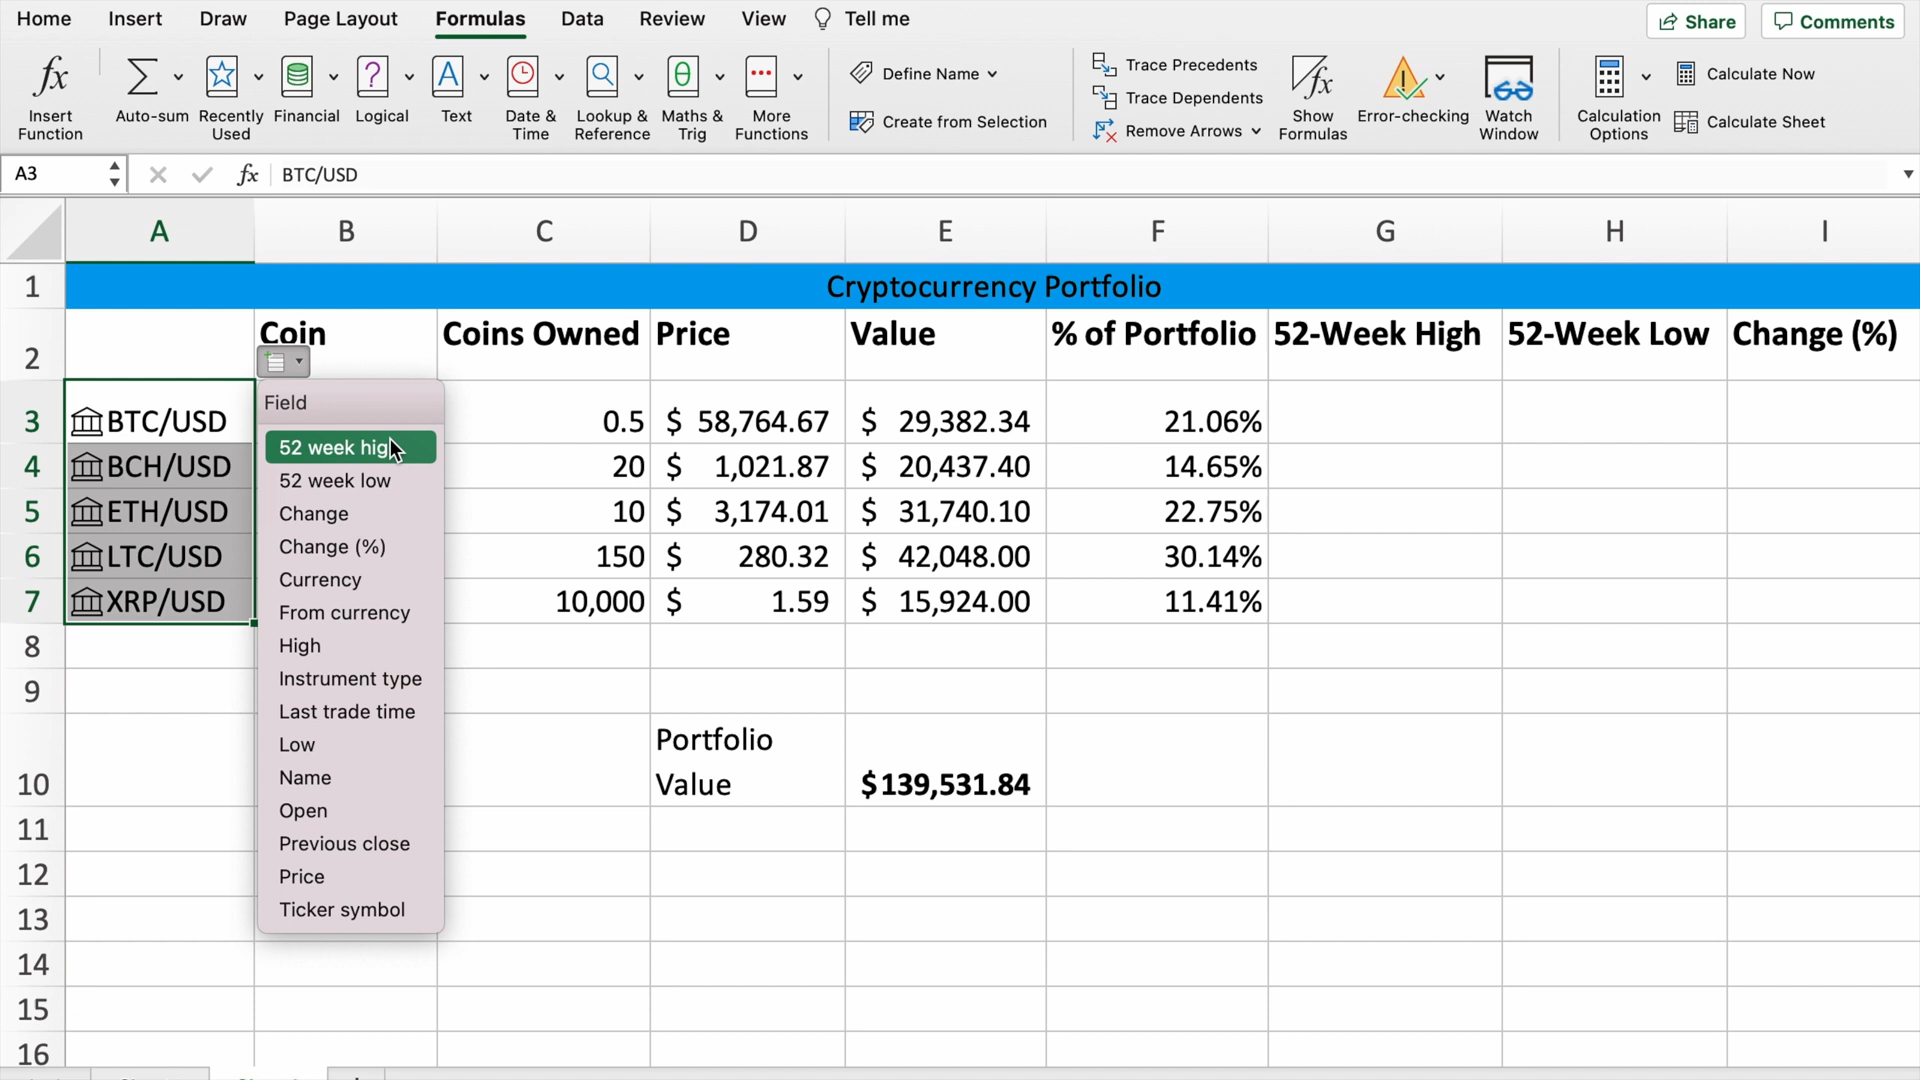 Home Insert Draw Page Layout Formulas Data Review View Tell me Share Comments
fx Σ A θ
Insert Function
Auto-sum
Recently Used
Financial
Logical
Text
Date & Time
Lookup & Reference
Maths & Trig
More Functions
Define Name
Create from Selection
Trace Precedents
Trace Dependents
Remove Arrows
fx
Show Formulas
Error-checking
Watch Window
Calculation Options
Calculate Now
Calculate Sheet
A3 fx BTC/USD
A B C D E F G H I
1 Cryptocurrency Portfolio
2 Coin Coins Owned Price Value % of Portfolio 52-Week High 52-Week Low Change (%)
3 BTC/USD 0.5 $ 58,764.67 $ 29,382.34 21.06%
4 BCH/USD 20 $ 1,021.87 $ 20,437.40 14.65%
5 ETH/USD 10 $ 3,174.01 $ 31,740.10 22.75%
6 LTC/USD 150 $ 280.32 $ 42,048.00 30.14%
7 XRP/USD 10,000 $ 1.59 $ 15,924.00 11.41%
8
9
10 Portfolio Value $139,531.84
11
12
13
14
15
16
Field
52 week high
52 week low
Change
Change (%)
Currency
From currency
High
Instrument type
Last trade time
Low
Name
Open
Previous close
Price
Ticker symbol